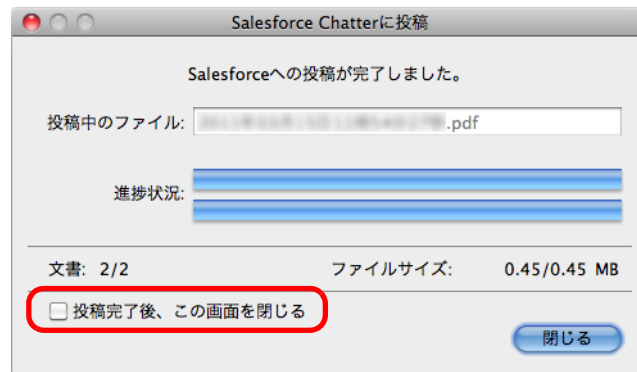 Salesforce Chatterに投稿
Salesforceへの投稿が完了しました。
投稿中のファイル: .pdf
進捗状況:
文書: 2/2 ファイルサイズ: 0.45/0.45 MB
投稿完了後、この画面を閉じる
閉じる